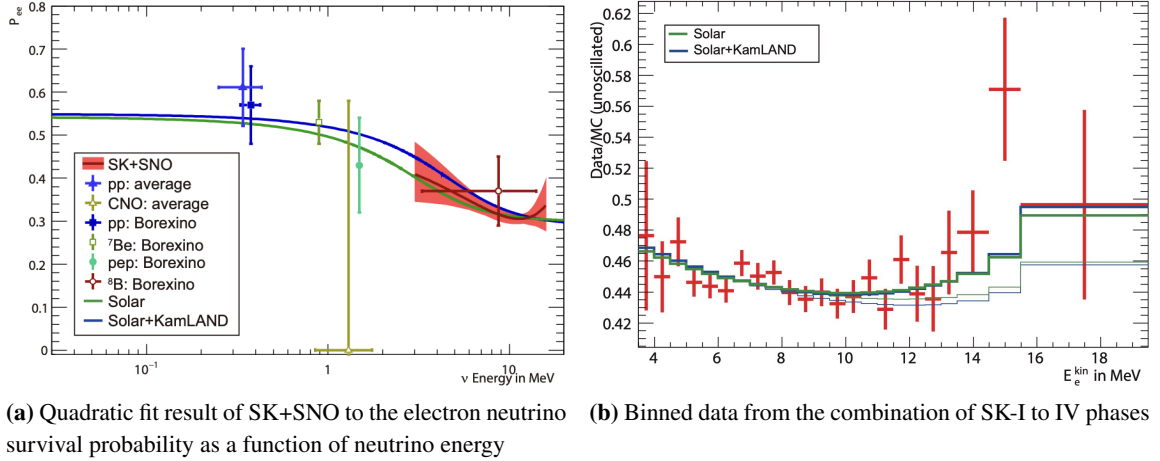 P_ee
0.8
0.7
0.6
0.5
0.4
0.3
0.2
0.1
0
SK+SNO
pp: average
CNO: average
pp: Borexino
⁷Be: Borexino
pep: Borexino
⁸B: Borexino
Solar
Solar+KamLAND
10⁻¹ 1 10
ν Energy in MeV
(a) Quadratic fit result of SK+SNO to the electron neutrino
survival probability as a function of neutrino energy
Data/MC (unoscillated)
0.62
0.6
0.58
0.56
0.54
0.52
0.5
0.48
0.46
0.44
0.42
Solar
Solar+KamLAND
4 6 8 10 12 14 16 18
E_e^kin in MeV
(b) Binned data from the combination of SK-I to IV phases